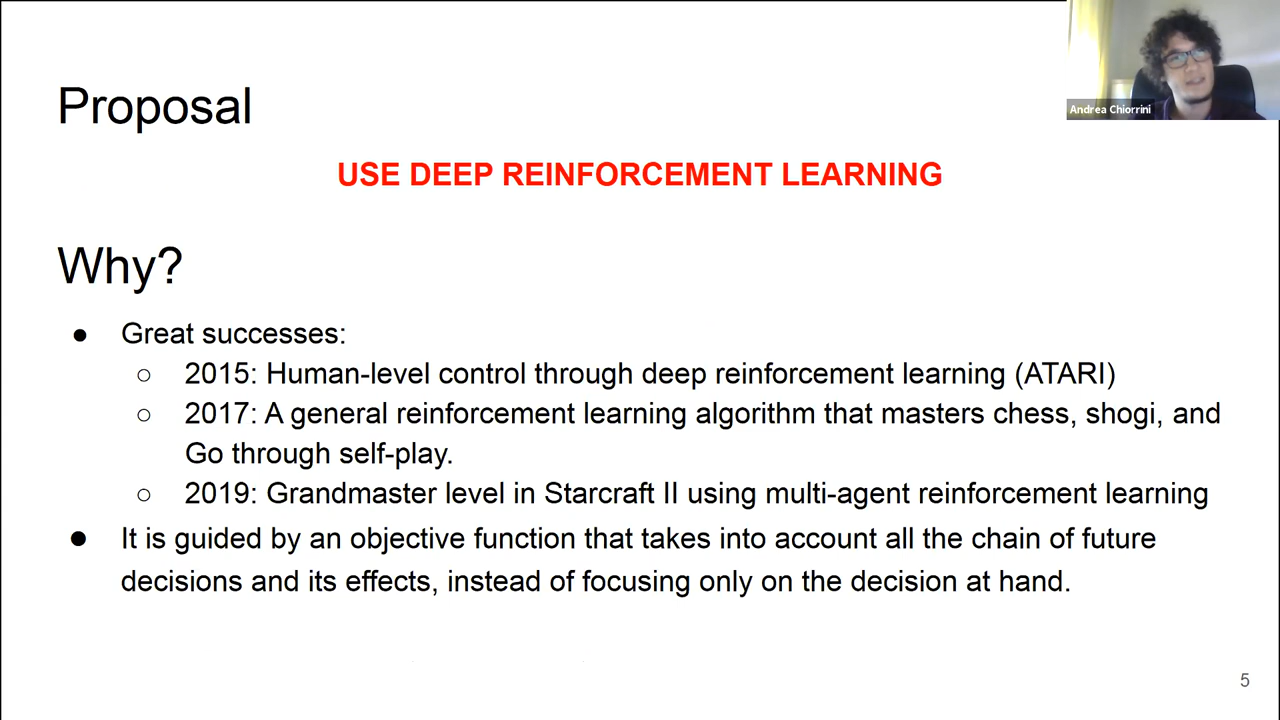 Proposal
Andrea Chiorrini
USE DEEP REINFORCEMENT LEARNING
Why?
● Great successes:
○ 2015: Human-level control through deep reinforcement learning (ATARI)
○ 2017: A general reinforcement learning algorithm that masters chess, shogi, and
Go through self-play.
○ 2019: Grandmaster level in Starcraft II using multi-agent reinforcement learning
● It is guided by an objective function that takes into account all the chain of future
decisions and its effects, instead of focusing only on the decision at hand.
5